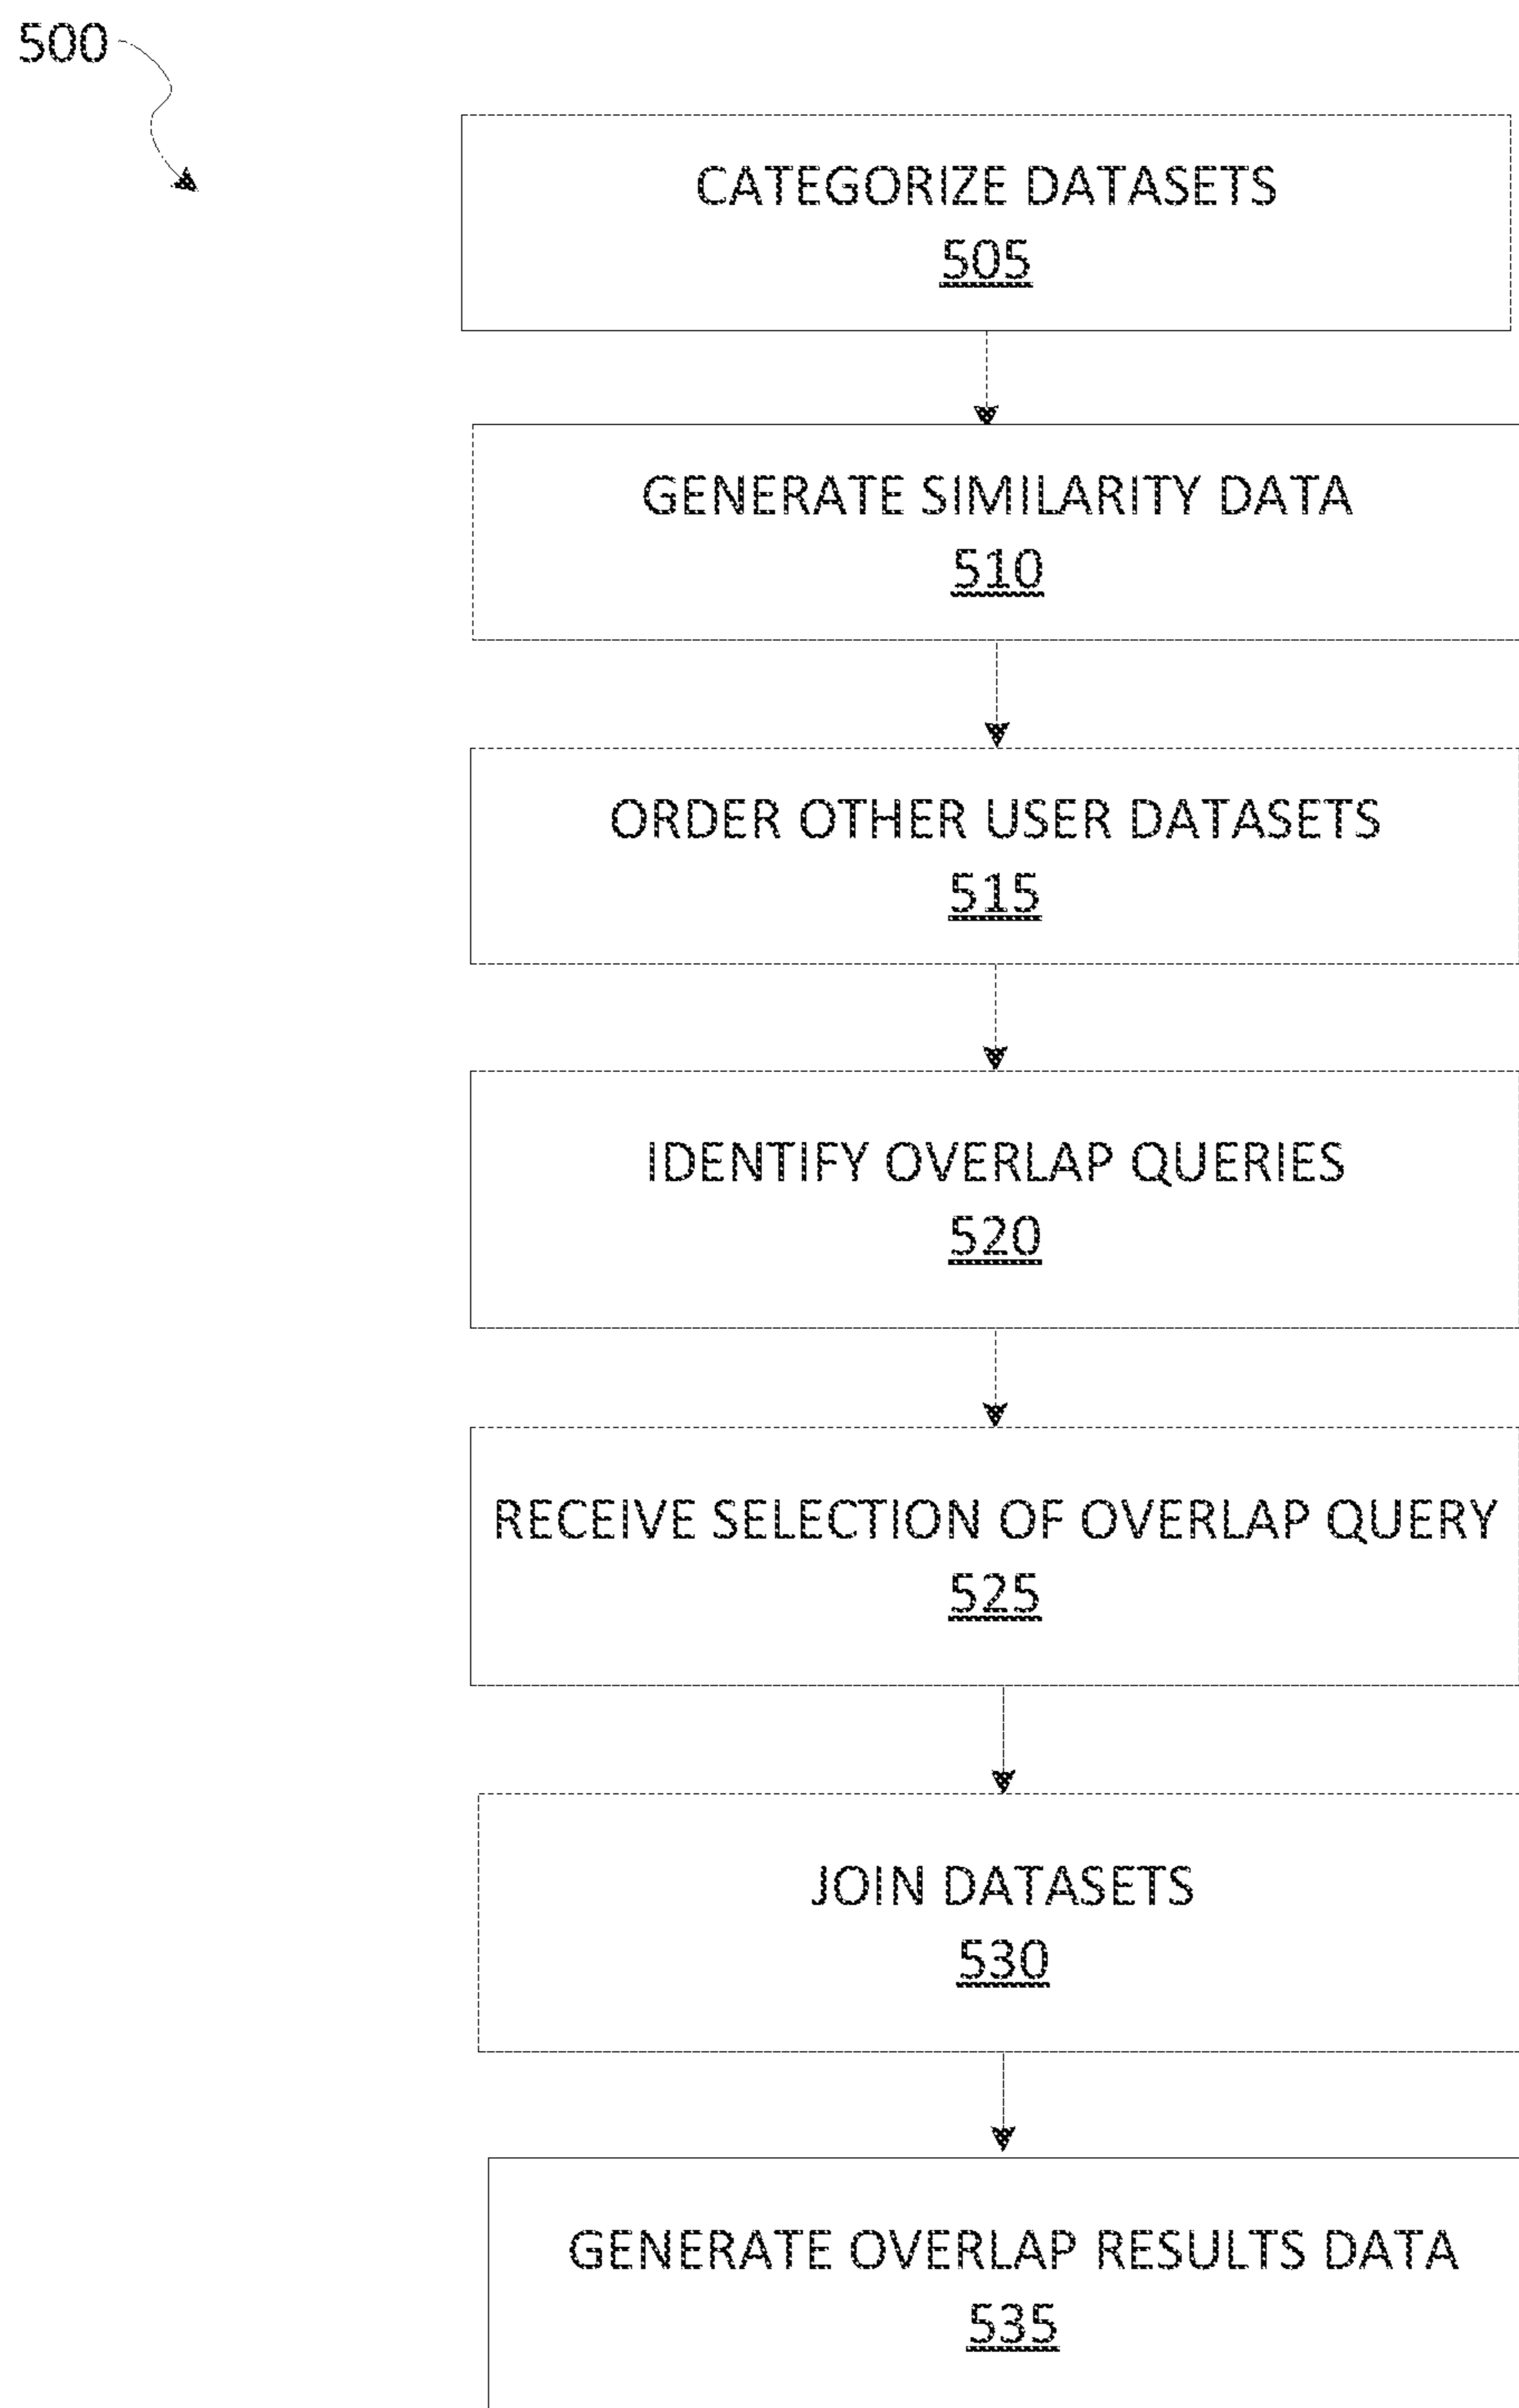 500
CATEGORIZE DATASETS
505
GENERATE SIMILARITY DATA
510
ORDER OTHER USER DATASETS
515
IDENTIFY OVERLAP QUERIES
520
RECEIVE SELECTION OF OVERLAP QUERY
525
JOIN DATASETS
530
GENERATE OVERLAP RESULTS DATA
535